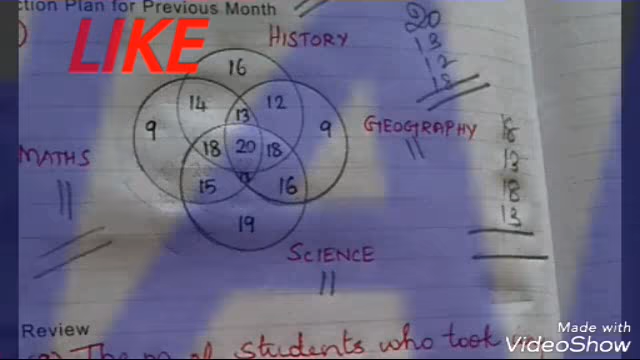 ction Plan for Previous Month
LIKE
HISTORY
20
13
16
14
13
12
9
9
GEOGRAPHY
18
20
18
MATHS
15
16
18
13
18
13
19
SCIENCE
Review
The no of students who took
Made with
VideoShow